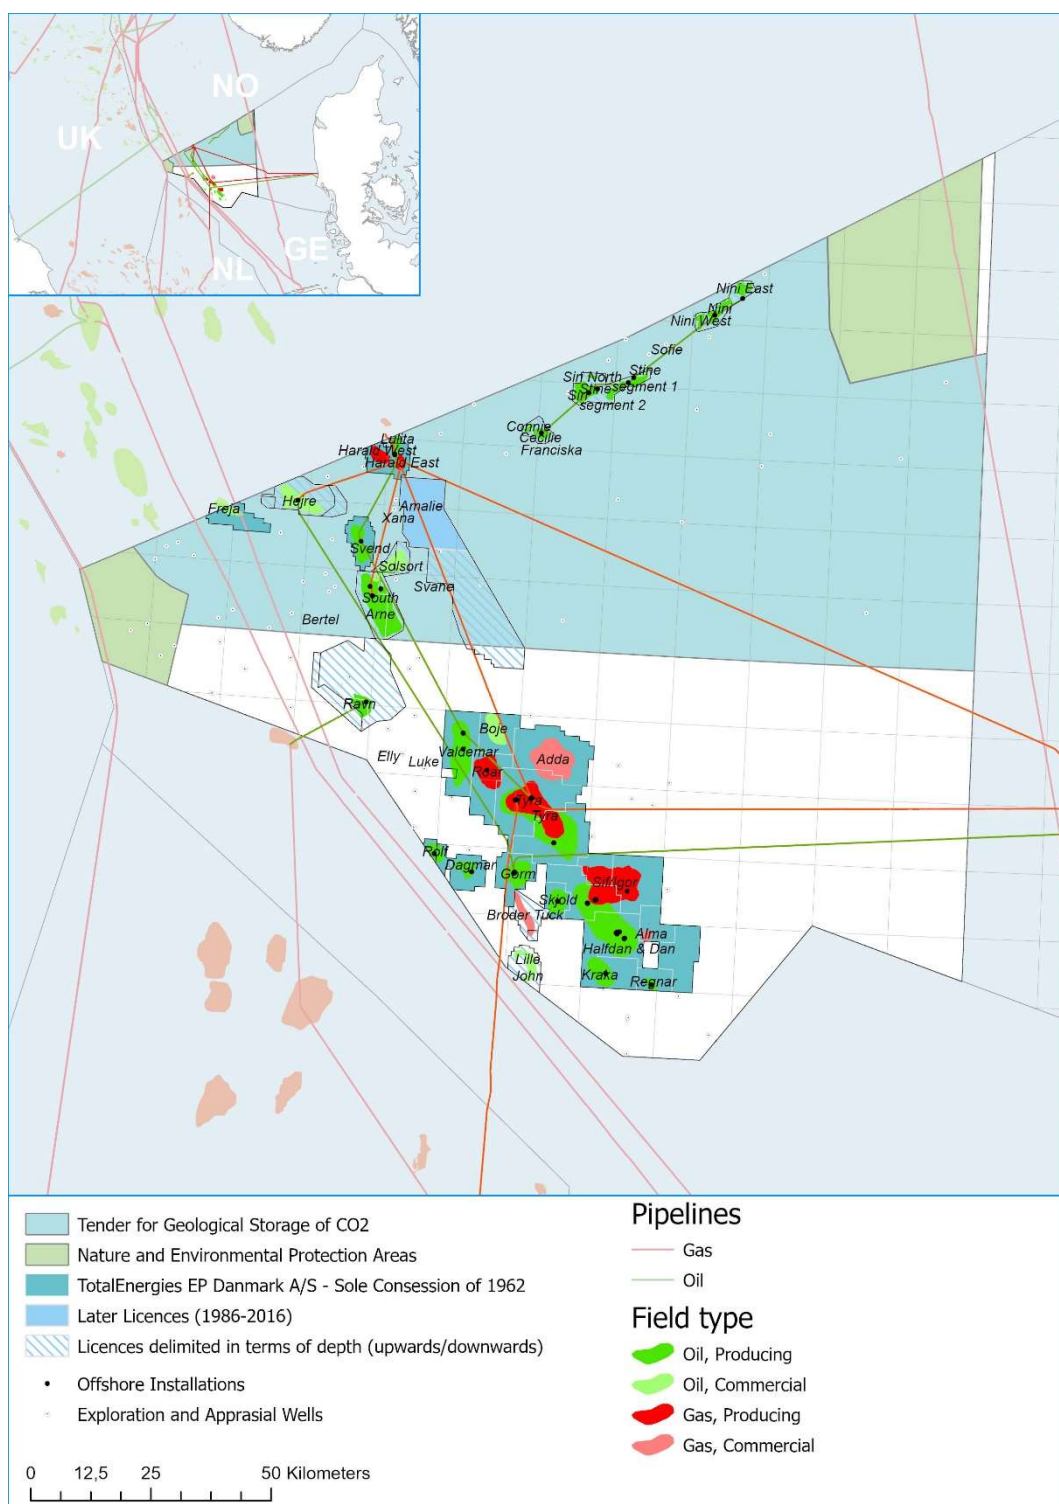 NO
UK
GE
NL
Nini East
Nini
Nini West
Sofie
Siri North
Stine
Stine
segment 1
Siri
segment 2
Connie
Cecilie
Franciska
Lulita
Harald West
Harald East
Hejre
Freja
Amalie
Xana
Svend
Solsort
Svane
South
Arne
Bertel
Ravn
Boje
Elly
Luke
Valdemar
Adda
Roar
Tyra
Tyra
Rolf
Dagmar
Gorm
Sif/Igor
Skjold
Broder Tuck
Alma
Halfdan & Dan
Lille
John
Kraka
Regnar
Tender for Geological Storage of CO2
Nature and Environmental Protection Areas
TotalEnergies EP Danmark A/S - Sole Consession of 1962
Later Licences (1986-2016)
Licences delimited in terms of depth (upwards/downwards)
Offshore Installations
Exploration and Apprasial Wells
0 12,5 25 50 Kilometers
Pipelines
Gas
Oil
Field type
Oil, Producing
Oil, Commercial
Gas, Producing
Gas, Commercial